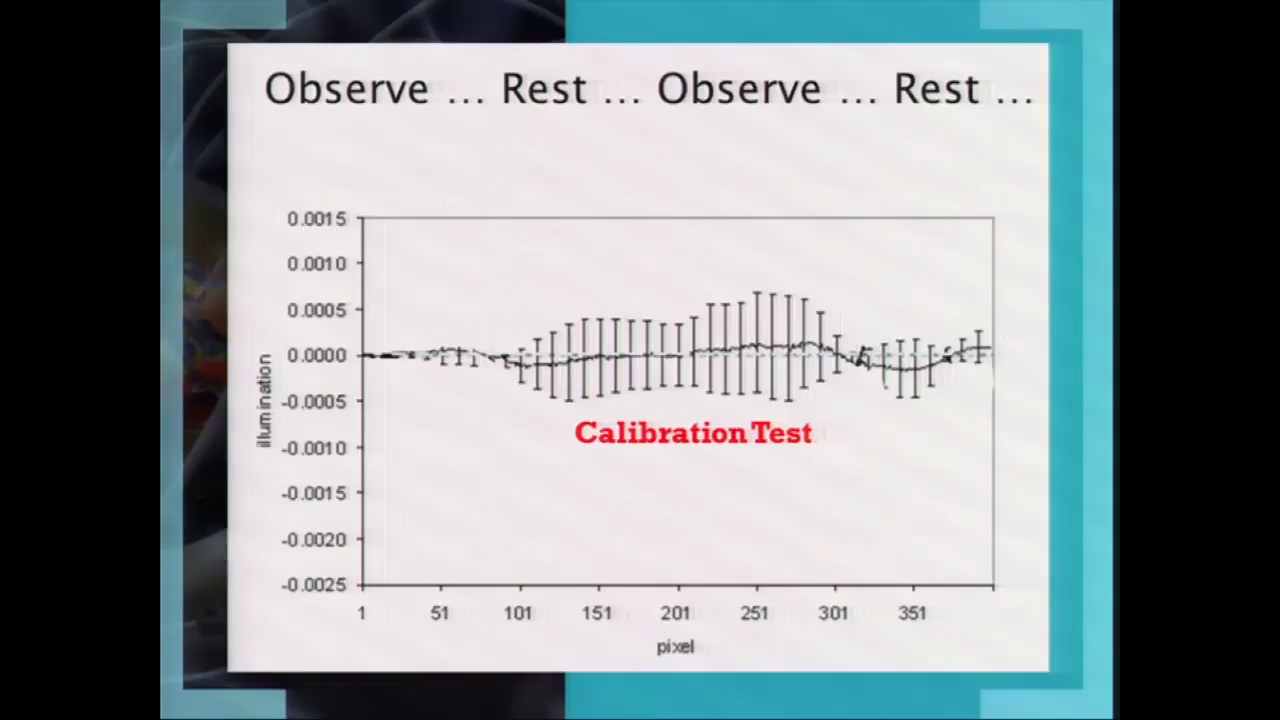 Observe ... Rest ... Observe ... Rest ...
0.0015
0.0010
0.0005
0.0000
-0.0005
-0.0010
-0.0015
-0.0020
-0.0025
illumination
Calibration Test
1 51 101 151 201 251 301 351
pixel